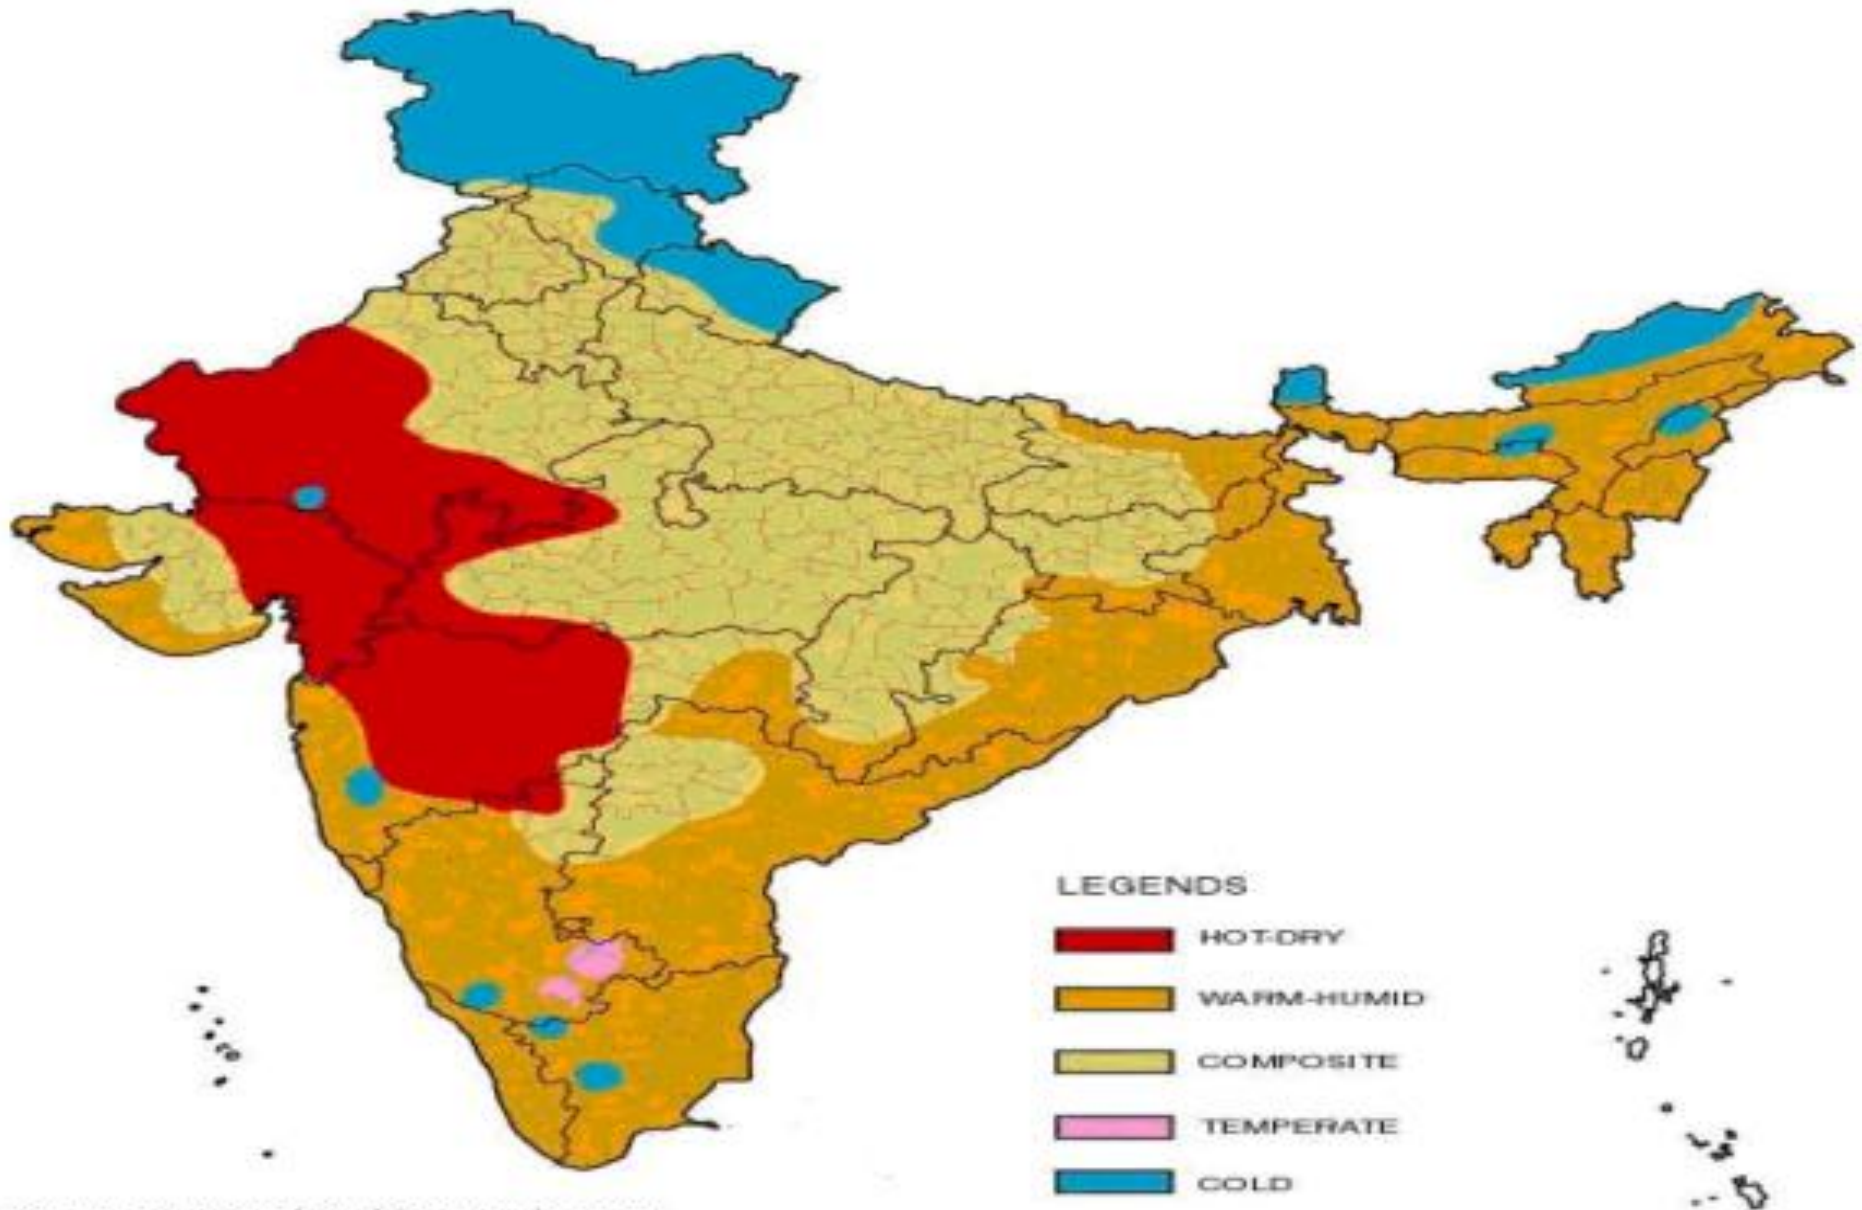 LEGENDS
HOT-DRY
WARM-HUMID
COMPOSITE
TEMPERATE
COLD